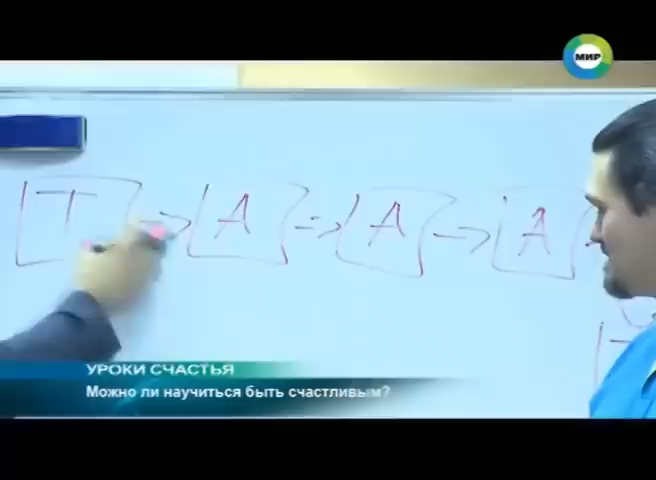 МИР
Т → А → А → А
УРОКИ СЧАСТЬЯ
Можно ли научиться быть счастливым?